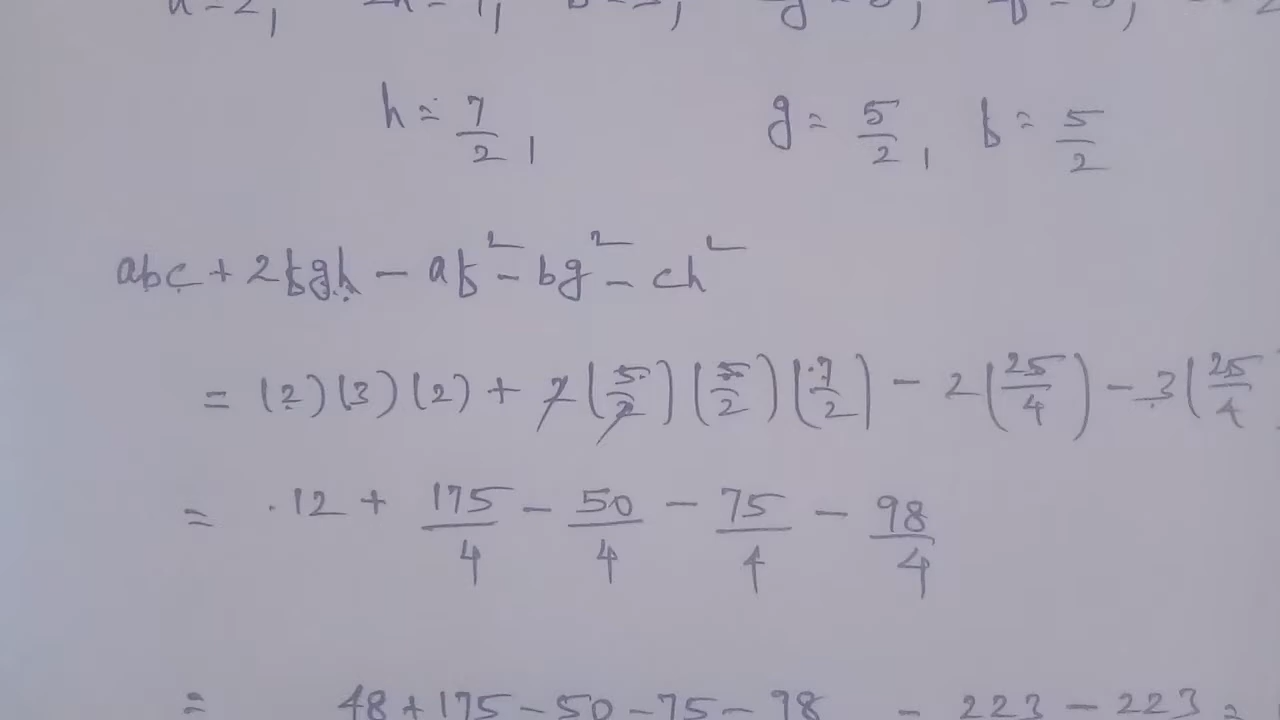 h = 7/2, g = 5/2, f = 5/2
abc + 2fgh - af² - bg² - ch²
= (2)(3)(2) + 2(5/2)(5/2)(7/2) - 2(25/4) - 3(25/4
= 12 + 175/4 - 50/4 - 75/4 - 98/4
= 48 + 175 - 50 - 75 - 98 = 223 - 223 =